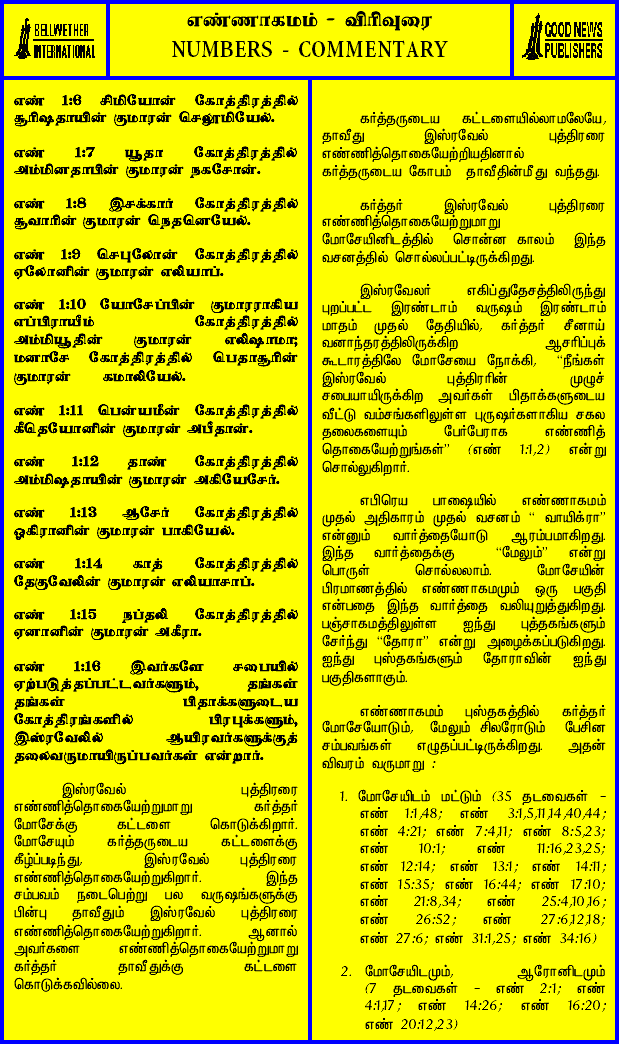 BELLWETHER
INTERNATIONAL
எண்ணாகமம் - விரிவுரை
NUMBERS - COMMENTARY
GOOD NEWS
PUBLISHERS
எண் 1:6 சிமியோன் கோத்திரத்தில்
சூரிஷதாயின் குமாரன் செலூமியேல்.
எண் 1:7 யூதா கோத்திரத்தில்
அம்மினதாபின் குமாரன் நகசோன்.
எண் 1:8 இசக்கார் கோத்திரத்தில்
சூவாரின் குமாரன் நெதனெயேல்.
எண் 1:9 செபுலோன் கோத்திரத்தில்
ஏலோனின் குமாரன் எலியாப்.
எண் 1:10 யோசேப்பின் குமாரராகிய
எப்பிராயீம் கோத்திரத்தில்
அம்மியூதின் குமாரன் எலிஷாமா;
மனாசே கோத்திரத்தில் பெதாசூரின்
குமாரன் கமாலியேல்.
எண் 1:11 பென்யமீன் கோத்திரத்தில்
கீதெயோனின் குமாரன் அபீதான்.
எண் 1:12 தாண் கோத்திரத்தில்
அம்மிஷதாயின் குமாரன் அகியேசேர்.
எண் 1:13 ஆசேர் கோத்திரத்தில்
ஓகிரானின் குமாரன் பாகியேல்.
எண் 1:14 காத் கோத்திரத்தில்
தேகுவேலின் குமாரன் எலியாசாப்.
எண் 1:15 நப்தலி கோத்திரத்தில்
ஏனானின் குமாரன் அகீரா.
எண் 1:16 இவர்களே சபையில்
ஏற்படுத்தப்பட்டவர்களும், தங்கள்
தங்கள் பிதாக்களுடைய
கோத்திரங்களில் பிரபுக்களும்,
இஸ்ரவேலில் ஆயிரவர்களுக்குத்
தலைவருமாயிருப்பவர்கள் என்றார்.
இஸ்ரவேல் புத்திரரை
எண்ணித்தொகையேற்றுமாறு கர்த்தர்
மோசேக்கு கட்டளை கொடுக்கிறார்.
மோசேயும் கர்த்தருடைய கட்டளைக்கு
கீழ்ப்படிந்து, இஸ்ரவேல் புத்திரரை
எண்ணித்தொகையேற்றுகிறார். இந்த
சம்பவம் நடைபெற்று பல வருஷங்களுக்கு
பின்பு தாவீதும் இஸ்ரவேல் புத்திரரை
எண்ணித்தொகையேற்றுகிறார். ஆனால்
அவர்களை எண்ணித்தொகையேற்றுமாறு
கர்த்தர் தாவீதுக்கு கட்டளை
கொடுக்கவில்லை.
கர்த்தருடைய கட்டளையில்லாமலேயே,
தாவீது இஸ்ரவேல் புத்திரரை
எண்ணித்தொகையேற்றியதினால்
கர்த்தருடைய கோபம் தாவீதின்மீது வந்தது.
கர்த்தர் இஸ்ரவேல் புத்திரரை
எண்ணித்தொகையேற்றுமாறு
மோசேயினிடத்தில் சொன்ன காலம் இந்த
வசனத்தில் சொல்லப்பட்டிருக்கிறது.
இஸ்ரவேலர் எகிப்துதேசத்திலிருந்து
புறப்பட்ட இரண்டாம் வருஷம் இரண்டாம்
மாதம் முதல் தேதியில், கர்த்தர் சீனாய்
வனாந்தரத்திலிருக்கிற ஆசரிப்புக்
கூடாரத்திலே மோசேயை நோக்கி, “நீங்கள்
இஸ்ரவேல் புத்திரரின் முழுச்
சபையாயிருக்கிற அவர்கள் பிதாக்களுடைய
வீட்டு வம்சங்களிலுள்ள புருஷர்களாகிய சகல
தலைகளையும் பேர்பேராக எண்ணித்
தொகையேற்றுங்கள்” (எண் 1:1,2) என்று
சொல்லுகிறார்.
எபிரெய பாஷையில் எண்ணாகமம்
முதல் அதிகாரம் முதல் வசனம் “ வாயிக்ரா”
என்னும் வார்த்தையோடு ஆரம்பமாகிறது.
இந்த வார்த்தைக்கு “மேலும்” என்று
பொருள் சொல்லலாம். மோசேயின்
பிரமாணத்தில் எண்ணாகமமும் ஒரு பகுதி
என்பதை இந்த வார்த்தை வலியுறுத்துகிறது.
பஞ்சாகமத்திலுள்ள ஐந்து புத்தகங்களும்
சேர்ந்து “தோரா” என்று அழைக்கப்படுகிறது.
ஐந்து புஸ்தகங்களும் தோராவின் ஐந்து
பகுதிகளாகும்.
எண்ணாகமம் புஸ்தகத்தில் கர்த்தர்
மோசேயோடும், மேலும் சிலரோடும் பேசின
சம்பவங்கள் எழுதப்பட்டிருக்கிறது. அதன்
விவரம் வருமாறு :
1. மோசேயிடம் மட்டும் (35 தடவைகள் -
எண் 1:1,48; எண் 3:1,5,11,14,40,44;
எண் 4:21; எண் 7:4,11; எண் 8:5,23;
எண் 10:1; எண் 11:16,23,25;
எண் 12:14; எண் 13:1; எண் 14:11;
எண் 15:35; எண் 16:44; எண் 17:10;
எண் 21:8,34; எண் 25:4,10,16;
எண் 26:52; எண் 27:6,12,18;
எண் 27:6; எண் 31:1,25; எண் 34:16)
2. மோசேயிடமும், ஆரோனிடமும்
(7 தடவைகள் - எண் 2:1; எண்
4:1,17; எண் 14:26; எண் 16:20;
எண் 20:12,23)